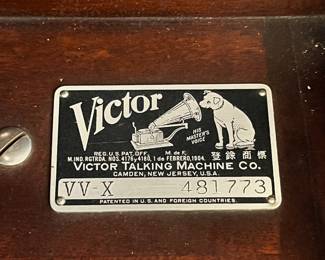 Victor
HIS
MASTER'S
VOICE
REG. U.S. PAT. OFF. M. de F.
M. IND. RGTRDA. NOS. 4176 y 4180, 1 de FEBRERO, 1904.
標商錄登
VICTOR TALKING MACHINE CO.
CAMDEN, NEW JERSEY, U.S.A.
VV-X 481773
PATENTED IN U.S. AND FOREIGN COUNTRIES.